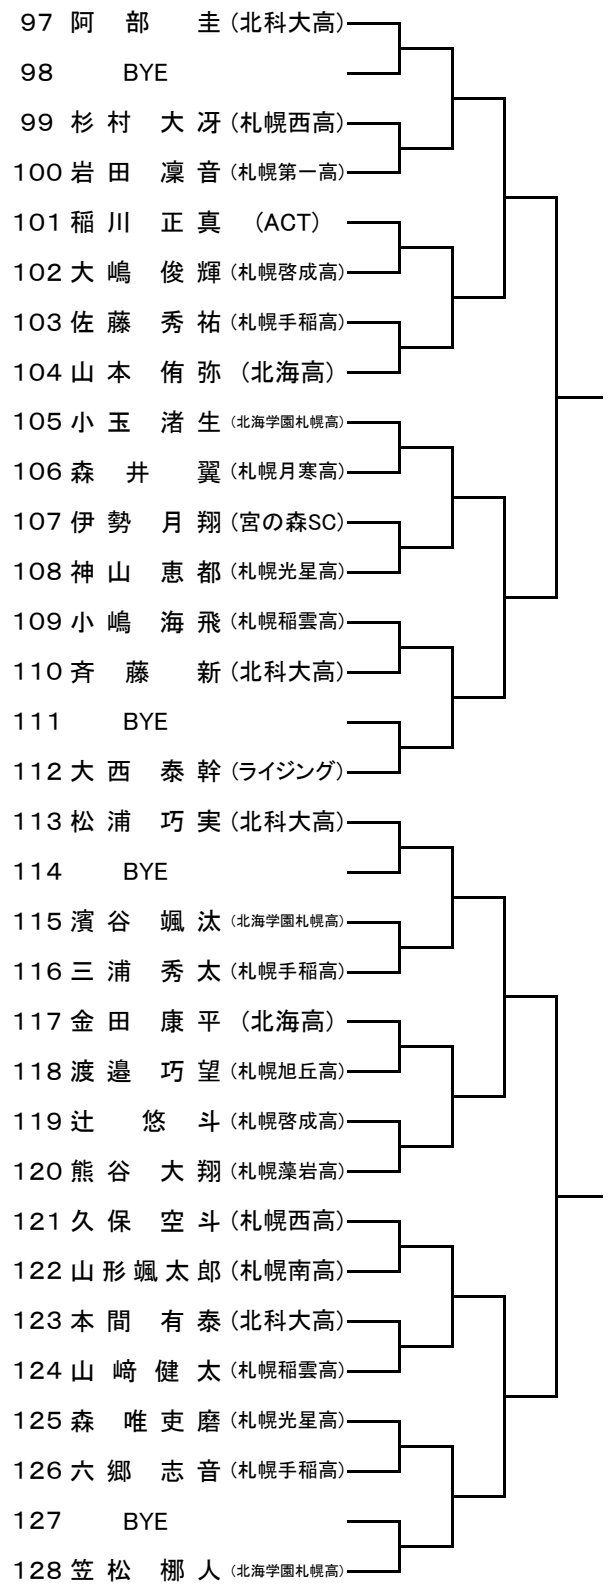 97 阿部 圭 (北科大高)
98 BYE
99 杉村 大冴 (札幌西高)
100 岩田 凜音 (札幌第一高)
101 稲川 正真 (ACT)
102 大嶋 俊輝 (札幌啓成高)
103 佐藤 秀祐 (札幌手稲高)
104 山本 侑弥 (北海高)
105 小玉 渚生 (北海学園札幌高)
106 森井 翼 (札幌月寒高)
107 伊勢 月翔 (宮の森SC)
108 神山 恵都 (札幌光星高)
109 小嶋 海飛 (札幌稲雲高)
110 斉藤 新 (北科大高)
111 BYE
112 大西 泰幹 (ライジング)
113 松浦 巧実 (北科大高)
114 BYE
115 濱谷 颯汰 (北海学園札幌高)
116 三浦 秀太 (札幌手稲高)
117 金田 康平 (北海高)
118 渡邉 巧望 (札幌旭丘高)
119 辻 悠斗 (札幌啓成高)
120 熊谷 大翔 (札幌藻岩高)
121 久保 空斗 (札幌西高)
122 山形颯太郎 (札幌南高)
123 本間 有泰 (北科大高)
124 山﨑 健太 (札幌稲雲高)
125 森 唯吏磨 (札幌光星高)
126 六郷 志音 (札幌手稲高)
127 BYE
128 笠松 梛人 (北海学園札幌高)